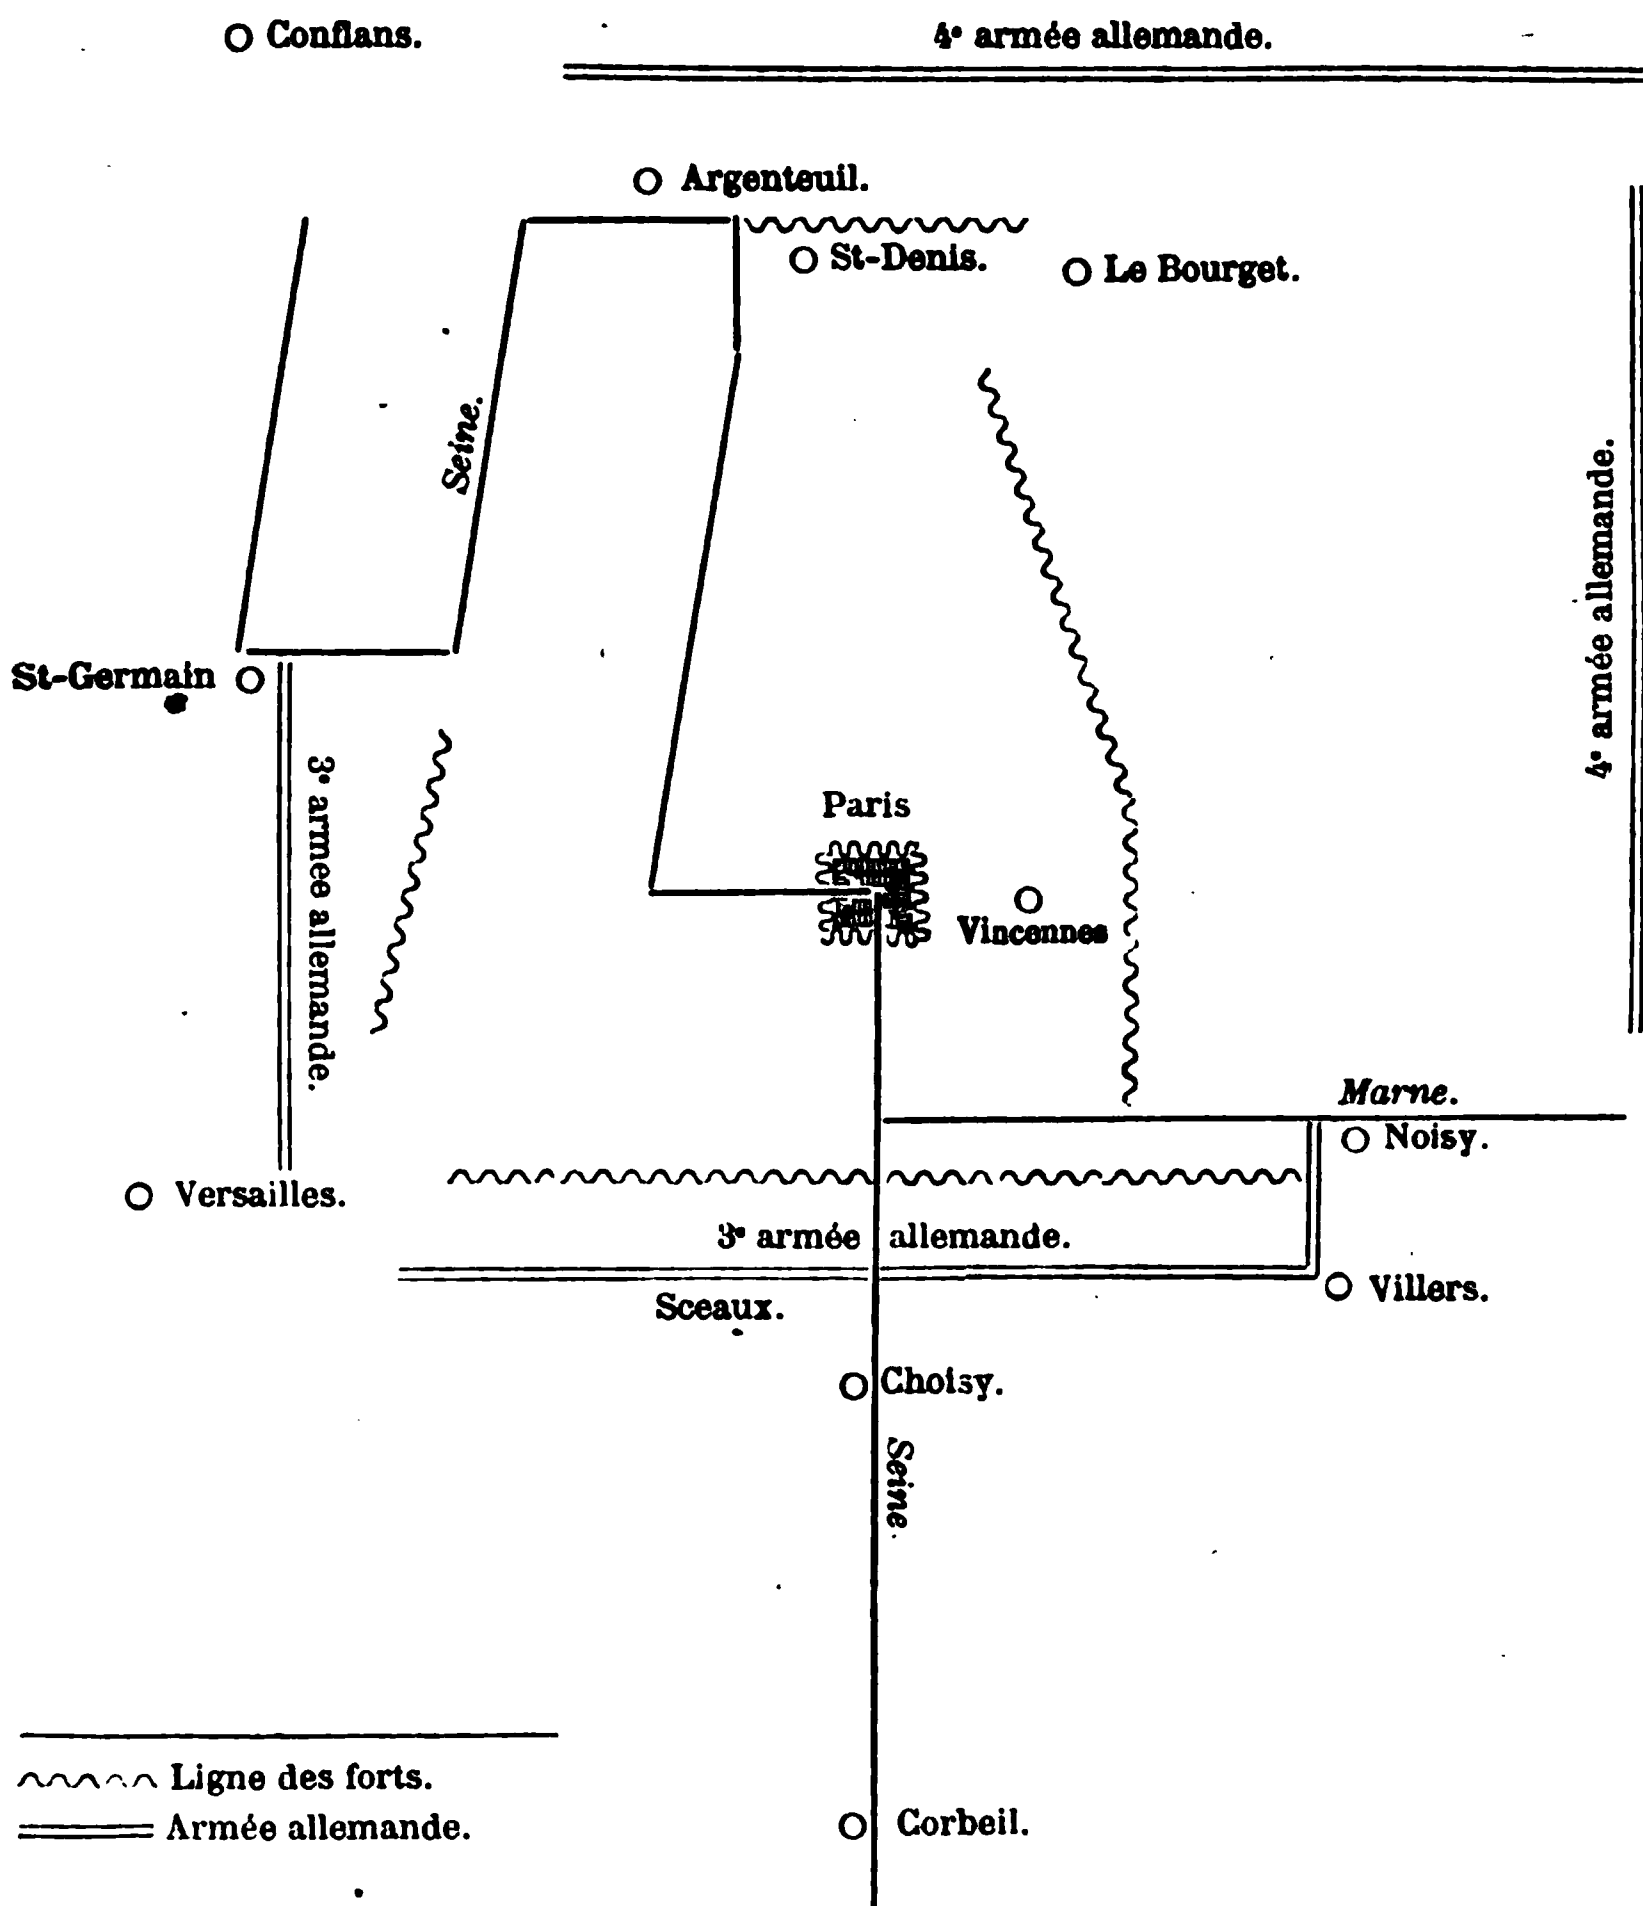 Conflans.
4e armée allemande.
Argenteuil.
St-Denis.
Le Bourget.
Seine.
4e armée allemande.
St-Germain
3e armee allemande.
Paris
Vincennes
Marne.
Noisy.
Versailles.
3e armée allemande.
Villers.
Sceaux.
Choisy.
Seine
Ligne des forts.
Armée allemande.
Corbeil.